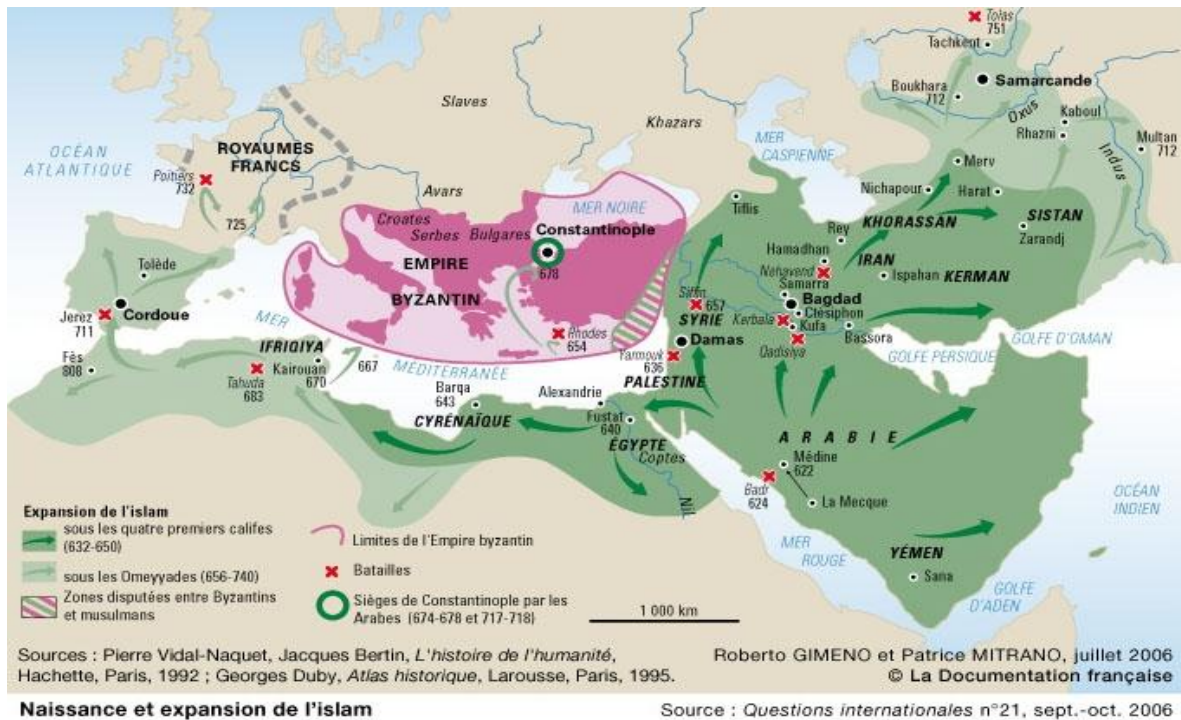 Talas
751
Tachkent
Samarcande
Boukhara
712
Oxus
Kaboul
Rhazni
Multan
712
Indus
Slaves
Khazars
MER
CASPIENNE
OCÉAN
ATLANTIQUE
ROYAUMES
FRANCS
Poitiers
732
Avars
725
Croates
Serbes
Bulgares
MER NOIRE
Constantinople
678
EMPIRE
BYZANTIN
Tiflis
Merv
Nichapour
Harat
KHORASSAN
SISTAN
Zarandj
Rey
Hamadhan
Nehavend
IRAN
Ispahan
KERMAN
Samarra
Bagdad
Ctésiphon
Kerbala
Kufa
Qadisiya
Bassora
Siffin
657
SYRIE
Damas
Yarmouk
636
PALESTINE
Rhodes
654
Tolède
Cordoue
Jerez
711
Fès
808
MER
MÉDITERRANÉE
IFRIQIYA
Kairouan
670
667
Tahuda
683
Barqa
643
CYRÉNAÏQUE
Alexandrie
Fustat
640
ÉGYPTE
Coptes
Nil
GOLFE PERSIQUE
GOLFE D'OMAN
ARABIE
Médine
622
Badr
624
La Mecque
MER
ROUGE
YÉMEN
Sana
GOLFE
D'ADEN
OCÉAN
INDIEN
Expansion de l'islam
sous les quatre premiers califes
(632-650)
sous les Omeyyades (656-740)
Zones disputées entre Byzantins
et musulmans
Limites de l'Empire byzantin
Batailles
Sièges de Constantinople par les
Arabes (674-678 et 717-718)
1 000 km
Sources : Pierre Vidal-Naquet, Jacques Bertin, L'histoire de l'humanité,
Hachette, Paris, 1992 ; Georges Duby, Atlas historique, Larousse, Paris, 1995.
Roberto GIMENO et Patrice MITRANO, juillet 2006
© La Documentation française
Naissance et expansion de l'islam
Source : Questions internationales n°21, sept.-oct. 2006